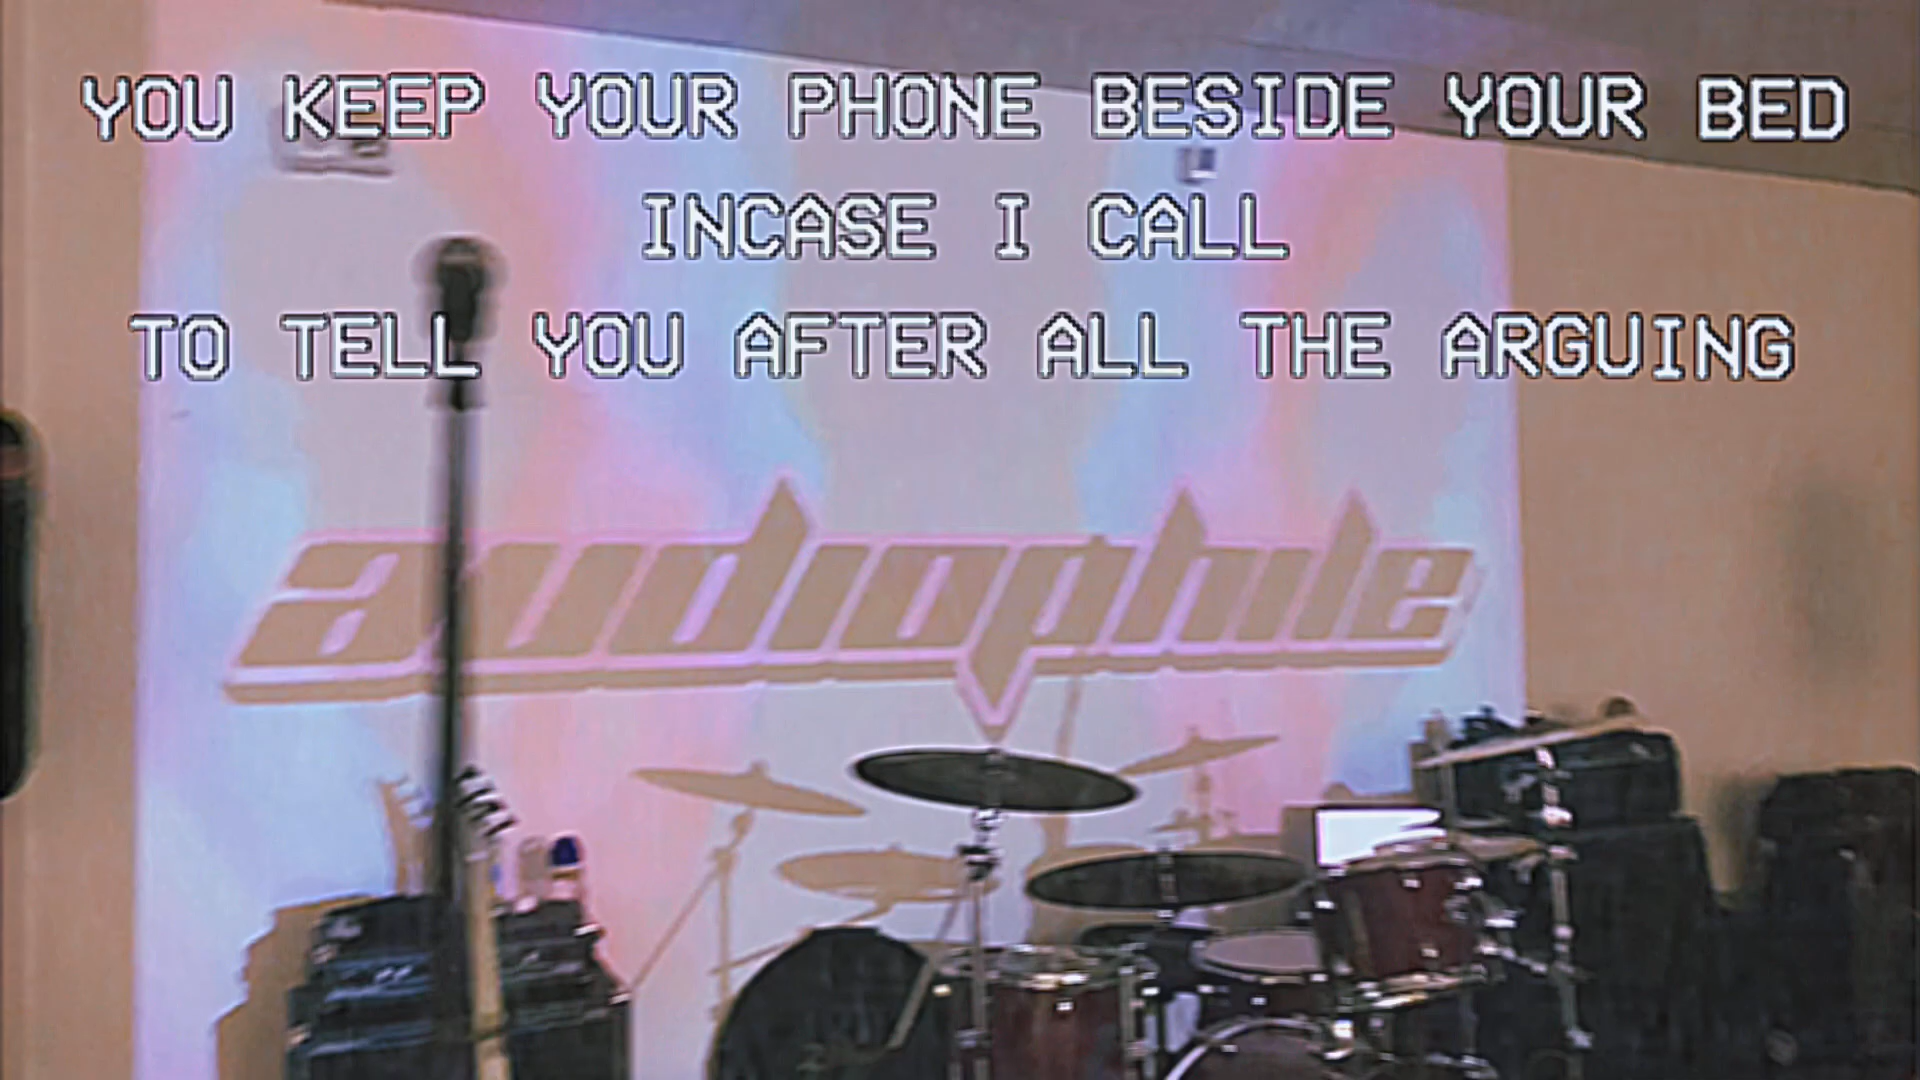 YOU KEEP YOUR PHONE BESIDE YOUR BED
INCASE I CALL
TO TELL YOU AFTER ALL THE ARGUING
audiophile